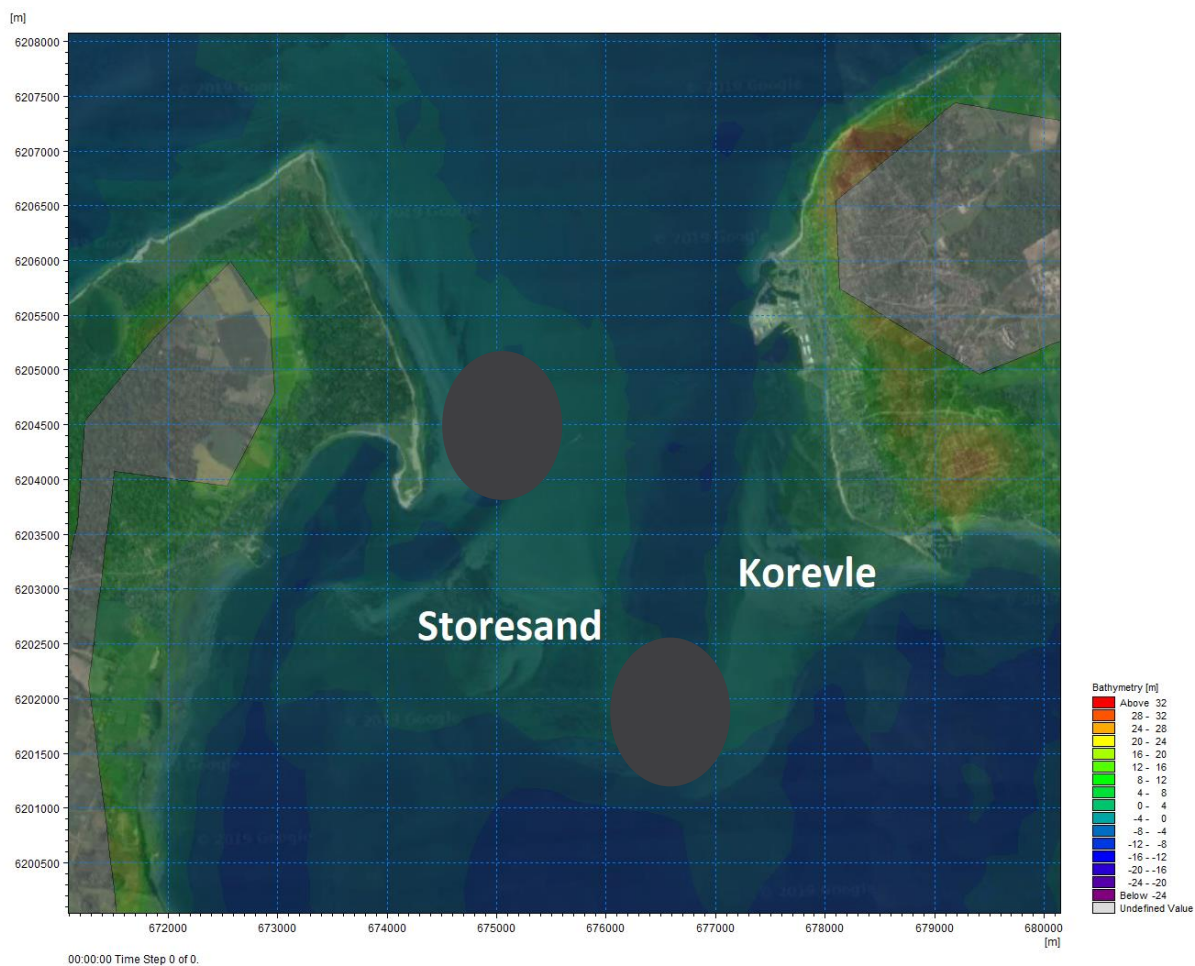 [m]
6208000
6207500
6207000
6206500
6206000
6205500
6205000
6204500
6204000
6203500
6203000
6202500
6202000
6201500
6201000
6200500
© 2019 Google
Korevle
Storesand
672000 673000 674000 675000 676000 677000 678000 679000 680000
[m]
00:00:00 Time Step 0 of 0.
Bathymetry [m]
Above 32
28 - 32
24 - 28
20 - 24
16 - 20
12 - 16
8 - 12
4 - 8
0 - 4
-4 - 0
-8 - -4
-12 - -8
-16 - -12
-20 - -16
-24 - -20
Below -24
Undefined Value